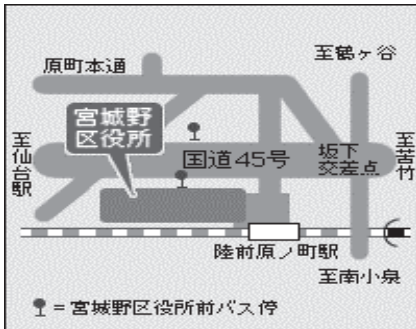 原町本通
至鶴ヶ谷
宮城野
区役所
至仙台駅
国道45号
坂下
交差点
至苦竹
陸前原ノ町駅
至南小泉
=宮城野区役所前バス停